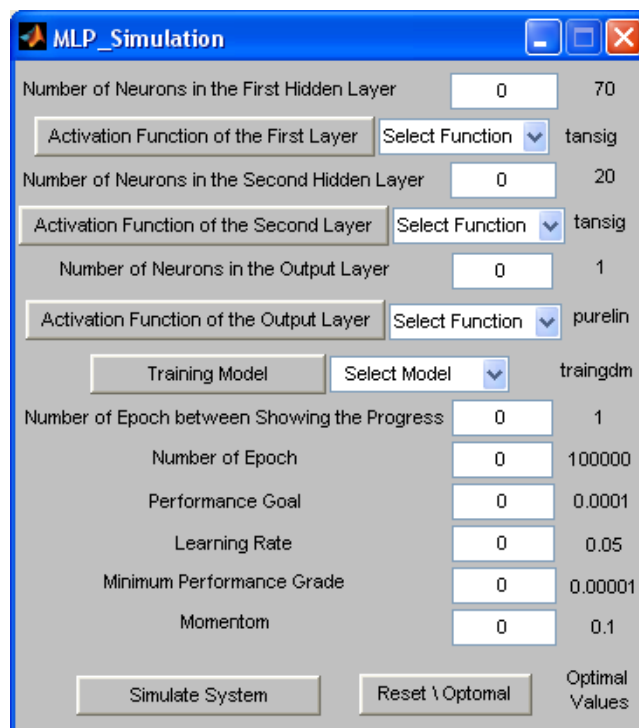 MLP_Simulation
Number of Neurons in the First Hidden Layer 0 70
Activation Function of the First Layer Select Function tansig
Number of Neurons in the Second Hidden Layer 0 20
Activation Function of the Second Layer Select Function tansig
Number of Neurons in the Output Layer 0 1
Activation Function of the Output Layer Select Function purelin
Training Model Select Model traingdm
Number of Epoch between Showing the Progress 0 1
Number of Epoch 0 100000
Performance Goal 0 0.0001
Learning Rate 0 0.05
Minimum Performance Grade 0 0.00001
Momentom 0 0.1
Simulate System Reset \ Optomal Optimal
Values